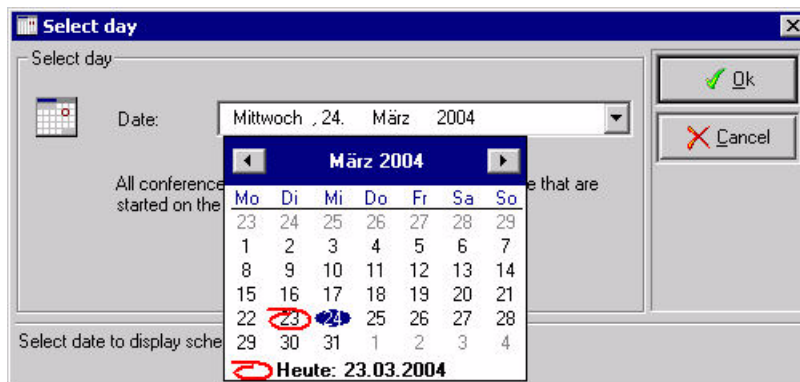 Select day
Select day
Ok
Date: Mittwoch , 24. März 2004
Cancel
März 2004
All conference e that are
started on the
Mo Di Mi Do Fr Sa So
23 24 25 26 27 28 29
1 2 3 4 5 6 7
8 9 10 11 12 13 14
15 16 17 18 19 20 21
22 23 24 25 26 27 28
29 30 31 1 2 3 4
Select date to display sche
Heute: 23.03.2004